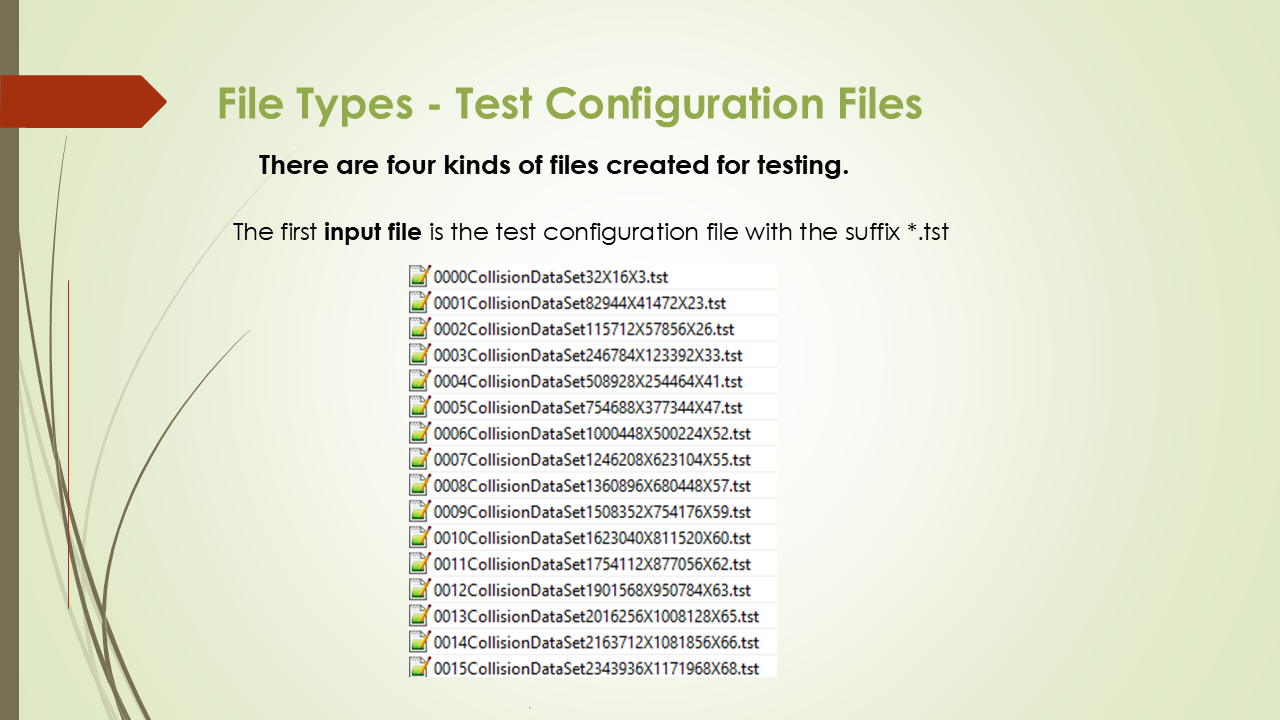 File Types - Test Configuration Files
There are four kinds of files created for testing.
The first input file is the test configuration file with the suffix *.tst
0000CollisionDataSet32X16X3.tst
0001CollisionDataSet82944X41472X23.tst
0002CollisionDataSet115712X57856X26.tst
0003CollisionDataSet246784X123392X33.tst
0004CollisionDataSet508928X254464X41.tst
0005CollisionDataSet754688X377344X47.tst
0006CollisionDataSet1000448X500224X52.tst
0007CollisionDataSet1246208X623104X55.tst
0008CollisionDataSet1360896X680448X57.tst
0009CollisionDataSet1508352X754176X59.tst
0010CollisionDataSet1623040X811520X60.tst
0011CollisionDataSet1754112X877056X62.tst
0012CollisionDataSet1901568X950784X63.tst
0013CollisionDataSet2016256X1008128X65.tst
0014CollisionDataSet2163712X1081856X66.tst
0015CollisionDataSet2343936X1171968X68.tst